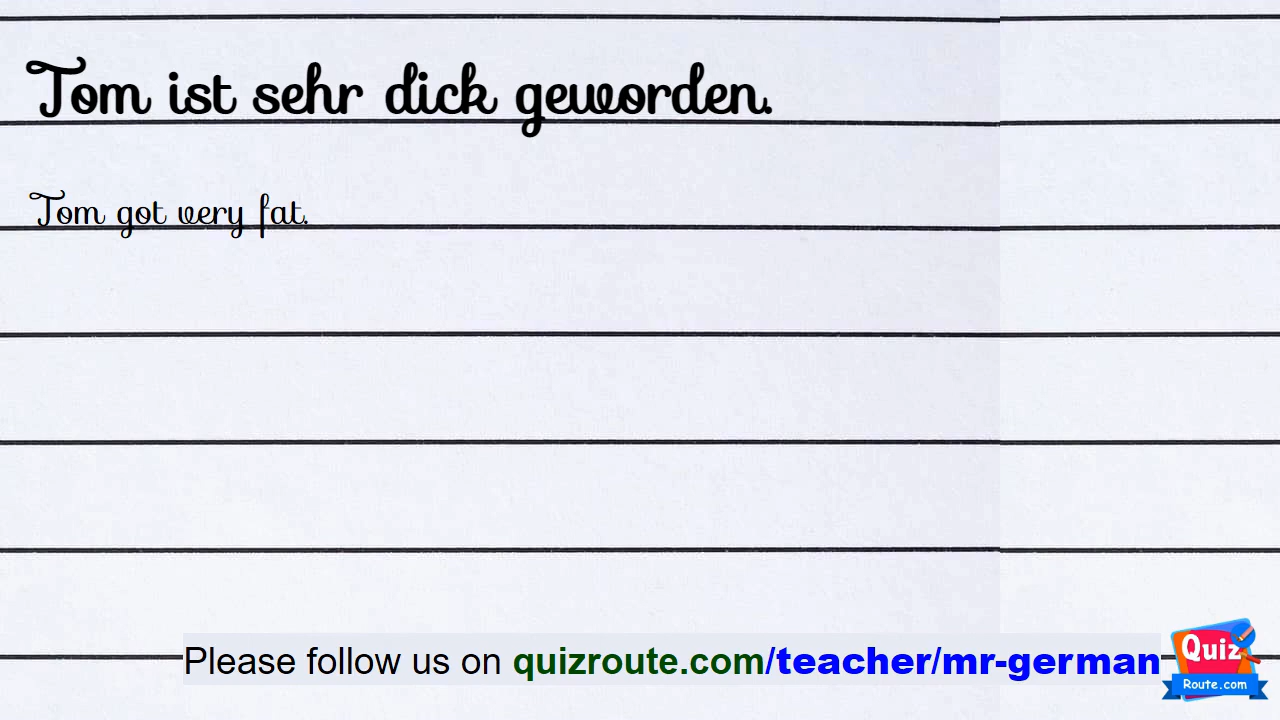 Tom ist sehr dick geworden.
Tom got very fat.
Please follow us on quizroute.com/teacher/mr-german
Quiz
Route.com